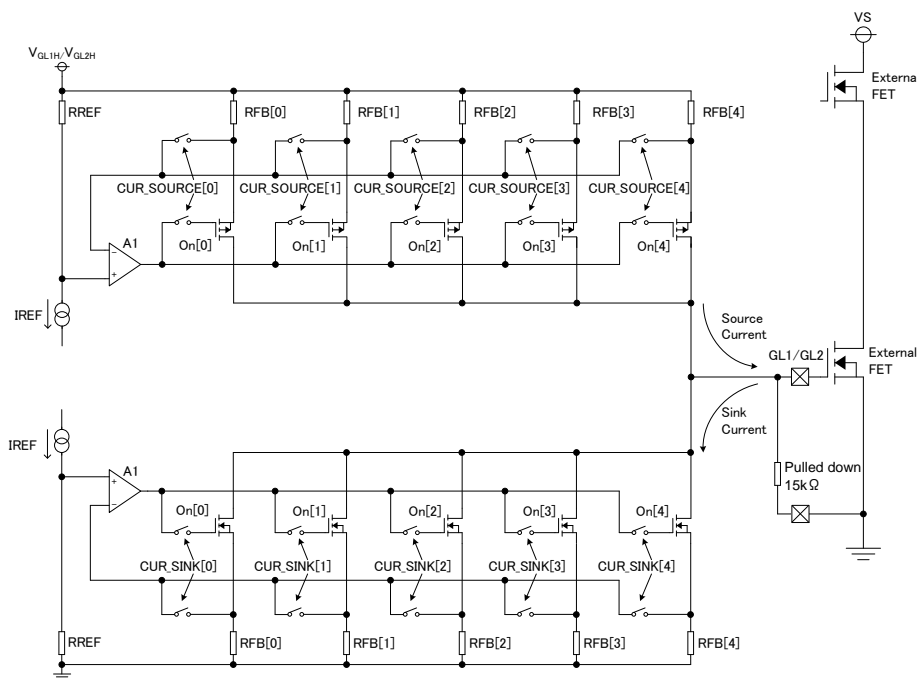 VS
V_GL1H/V_GL2H
Externa
FET
RREF
RFB[0]
RFB[1]
RFB[2]
RFB[3]
RFB[4]
CUR_SOURCE[0]
CUR_SOURCE[1]
CUR_SOURCE[2]
CUR_SOURCE[3]
CUR_SOURCE[4]
A1
On[0]
On[1]
On[2]
On[3]
On[4]
−
+
IREF
Source
Current
GL1/GL2
External
FET
Sink
Current
IREF
A1
+
−
Pulled down
15kΩ
On[0]
On[1]
On[2]
On[3]
On[4]
CUR_SINK[0]
CUR_SINK[1]
CUR_SINK[2]
CUR_SINK[3]
CUR_SINK[4]
RREF
RFB[0]
RFB[1]
RFB[2]
RFB[3]
RFB[4]